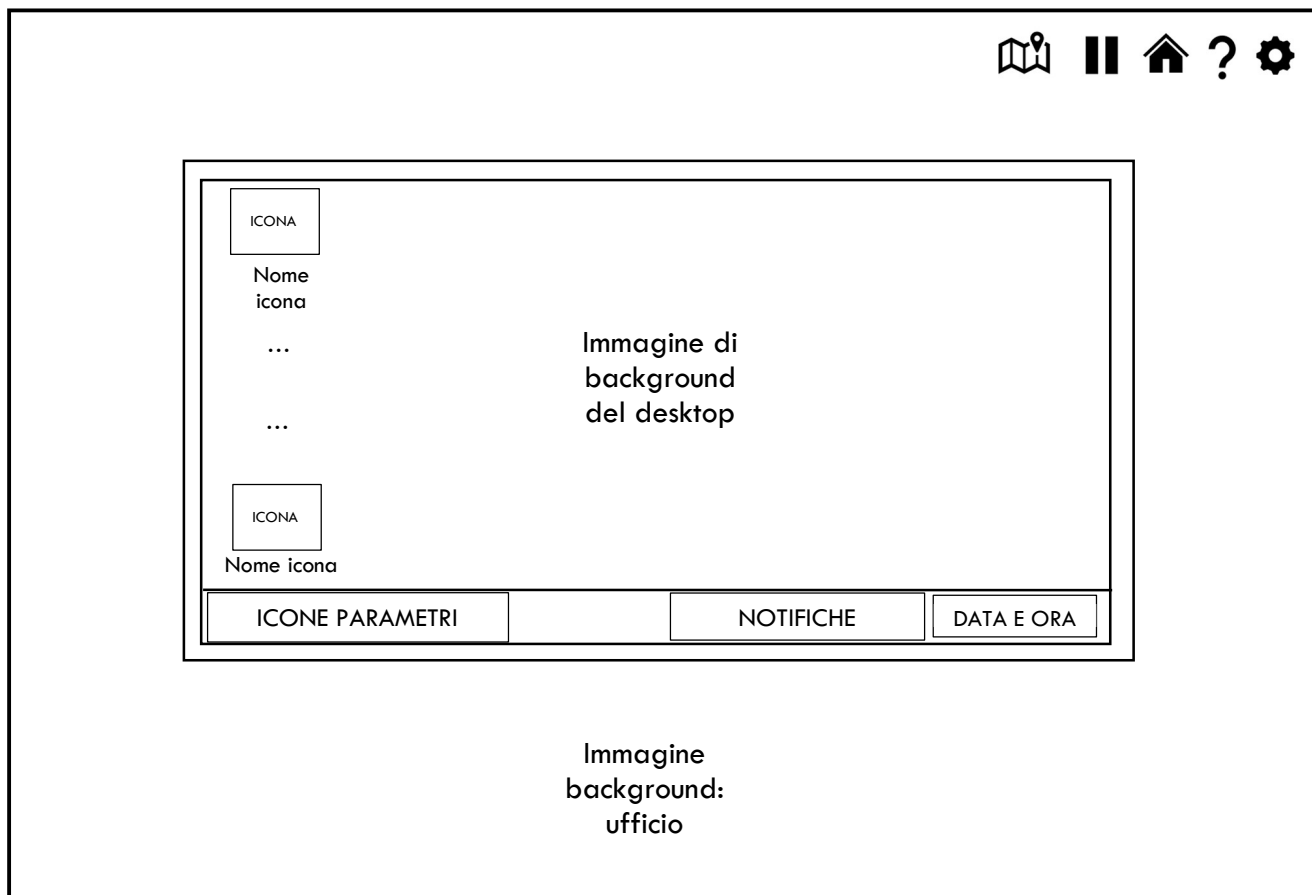 ?
ICONA
Nome
icona
...
...
ICONA
Nome icona
Immagine di
background
del desktop
ICONE PARAMETRI
NOTIFICHE
DATA E ORA
Immagine
background:
ufficio